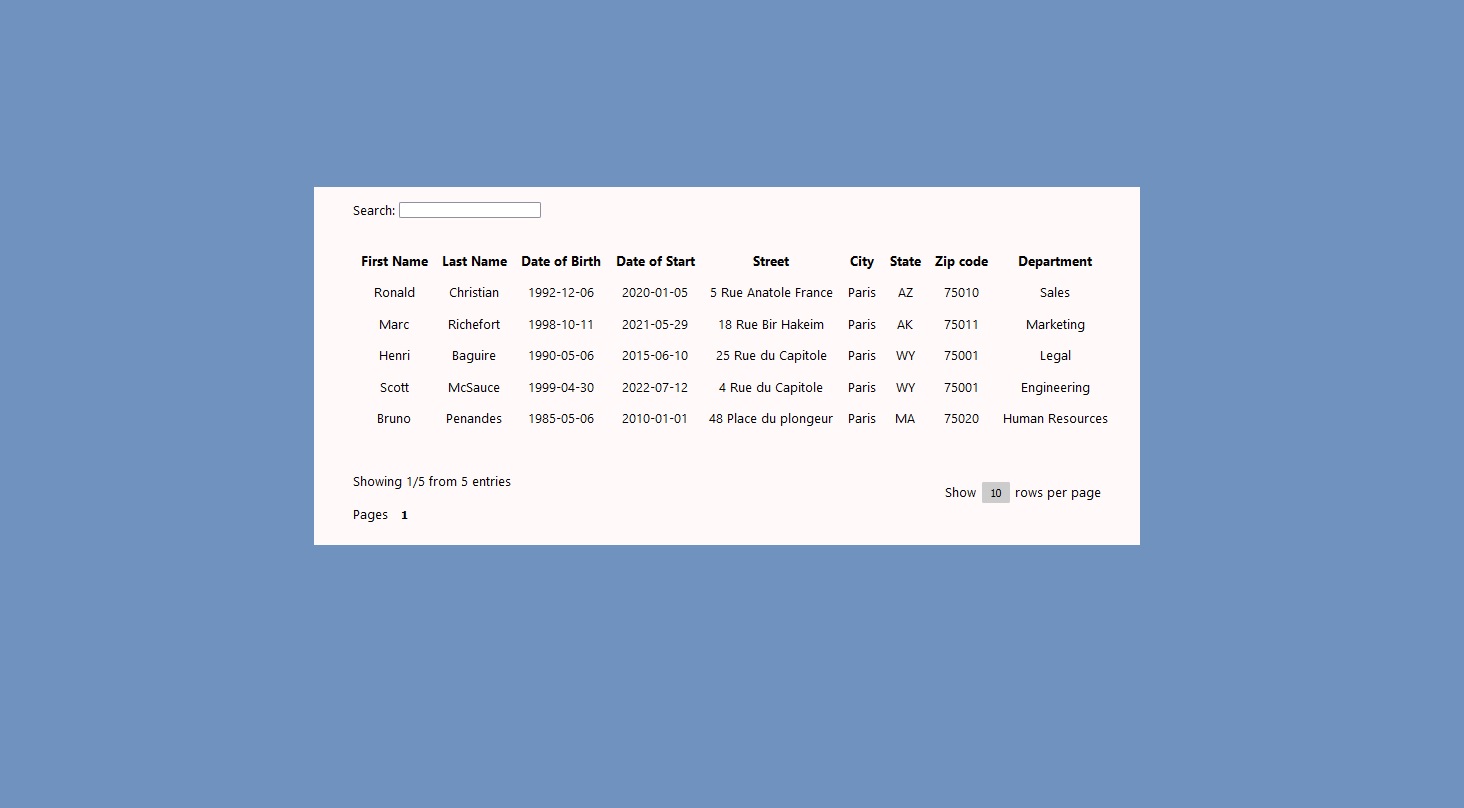 Search:
First Name Last Name Date of Birth Date of Start Street City State Zip code Department
Ronald Christian 1992-12-06 2020-01-05 5 Rue Anatole France Paris AZ 75010 Sales
Marc Richefort 1998-10-11 2021-05-29 18 Rue Bir Hakeim Paris AK 75011 Marketing
Henri Baguire 1990-05-06 2015-06-10 25 Rue du Capitole Paris WY 75001 Legal
Scott McSauce 1999-04-30 2022-07-12 4 Rue du Capitole Paris WY 75001 Engineering
Bruno Penandes 1985-05-06 2010-01-01 48 Place du plongeur Paris MA 75020 Human Resources
Showing 1/5 from 5 entries
Show 10 rows per page
Pages 1